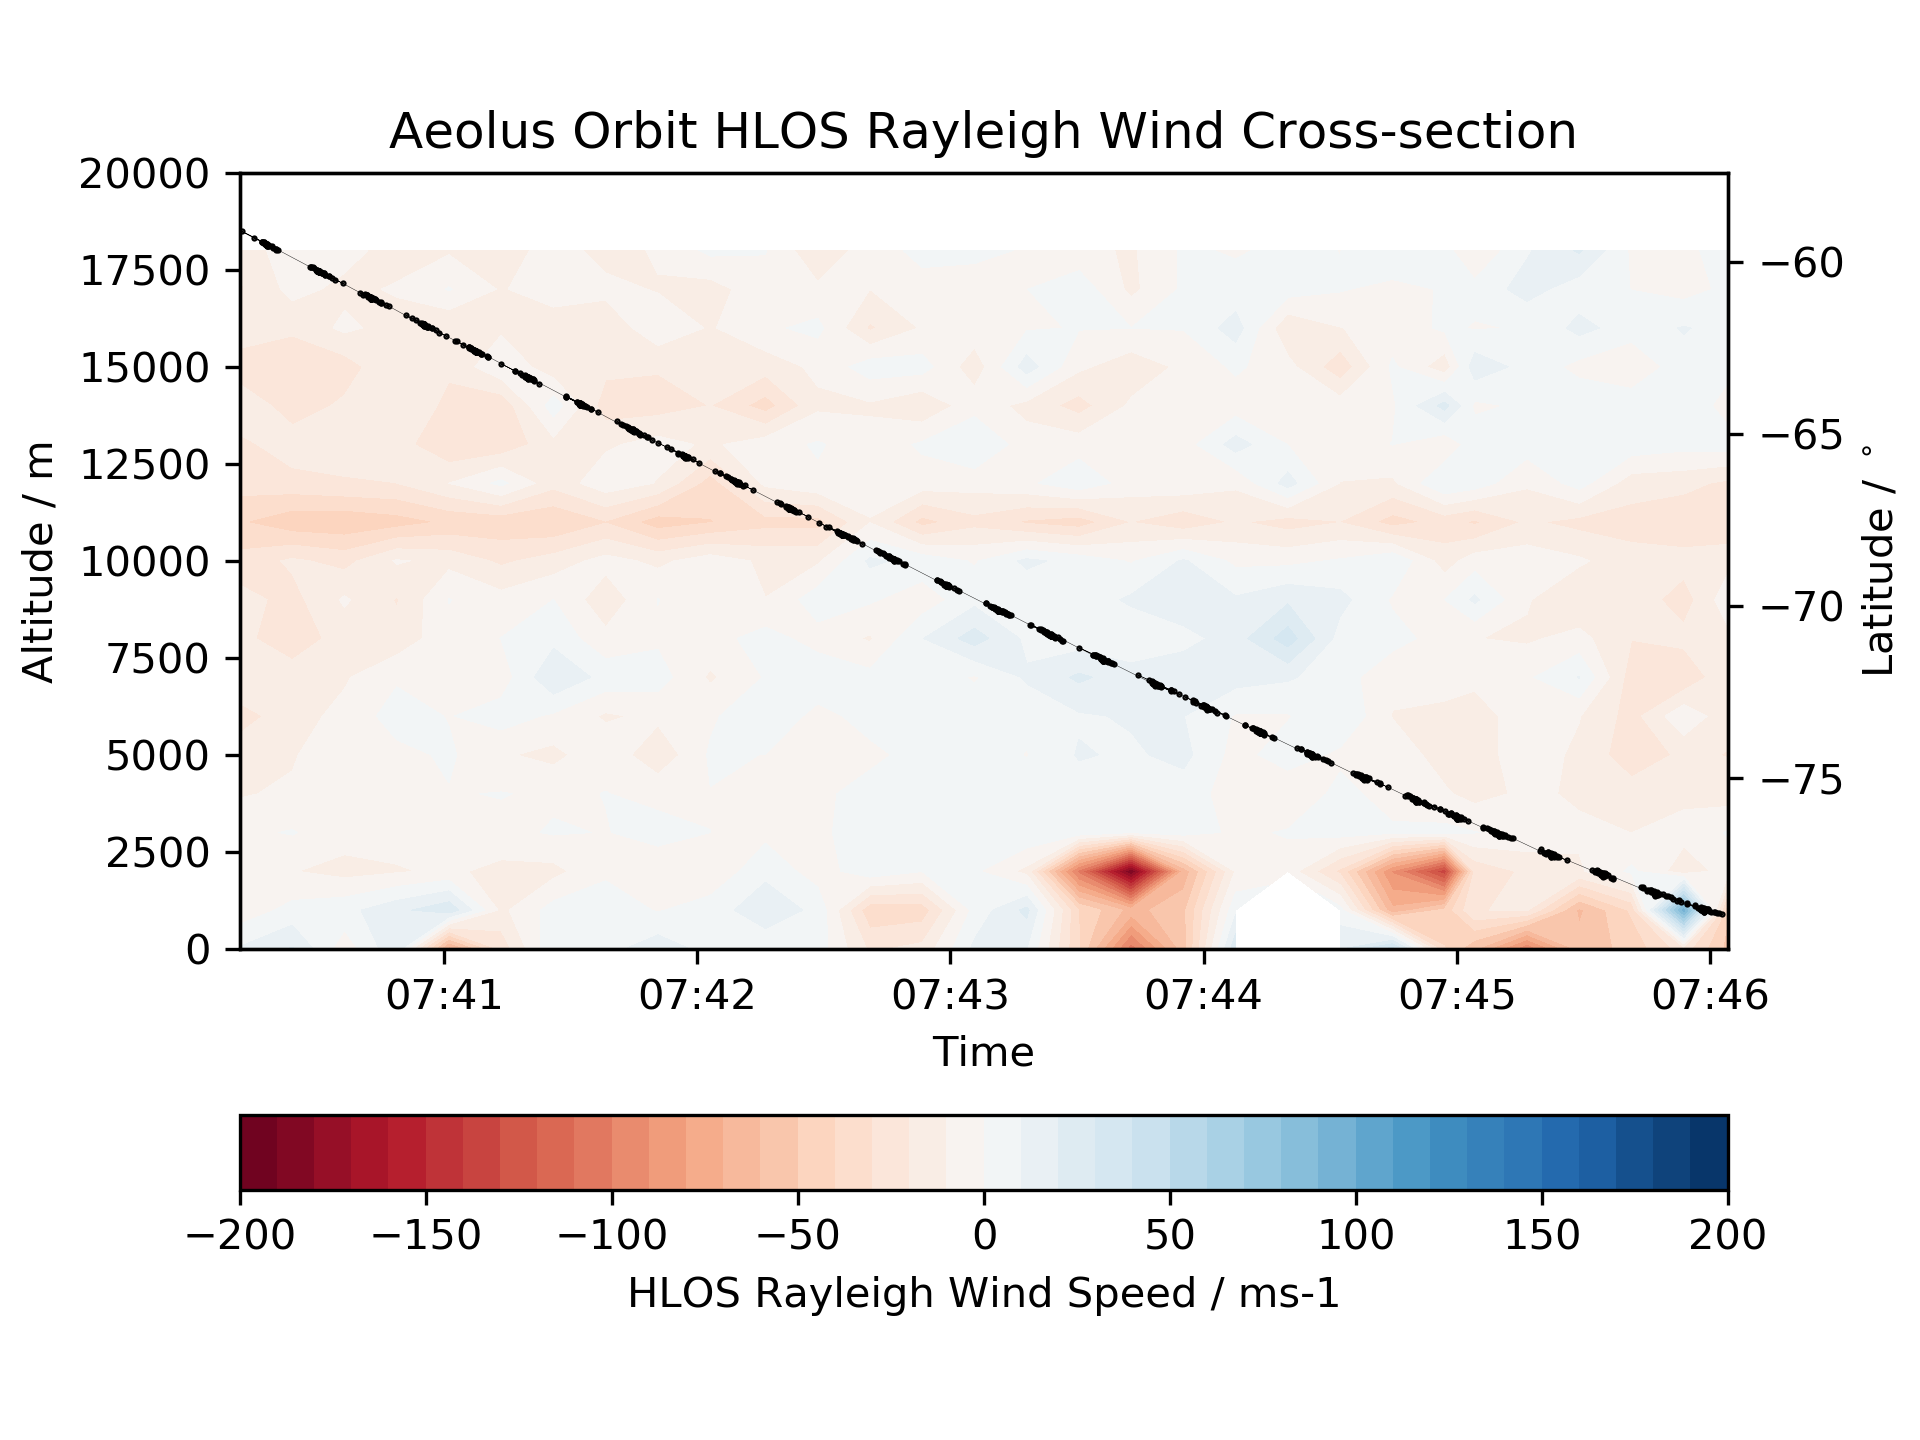 Aeolus Orbit HLOS Rayleigh Wind Cross-section
20000
17500
15000
12500
10000
7500
5000
2500
0
Altitude / m
−60
−65
−70
−75
Latitude / °
07:41 07:42 07:43 07:44 07:45 07:46
Time
−200 −150 −100 −50 0 50 100 150 200
HLOS Rayleigh Wind Speed / ms-1